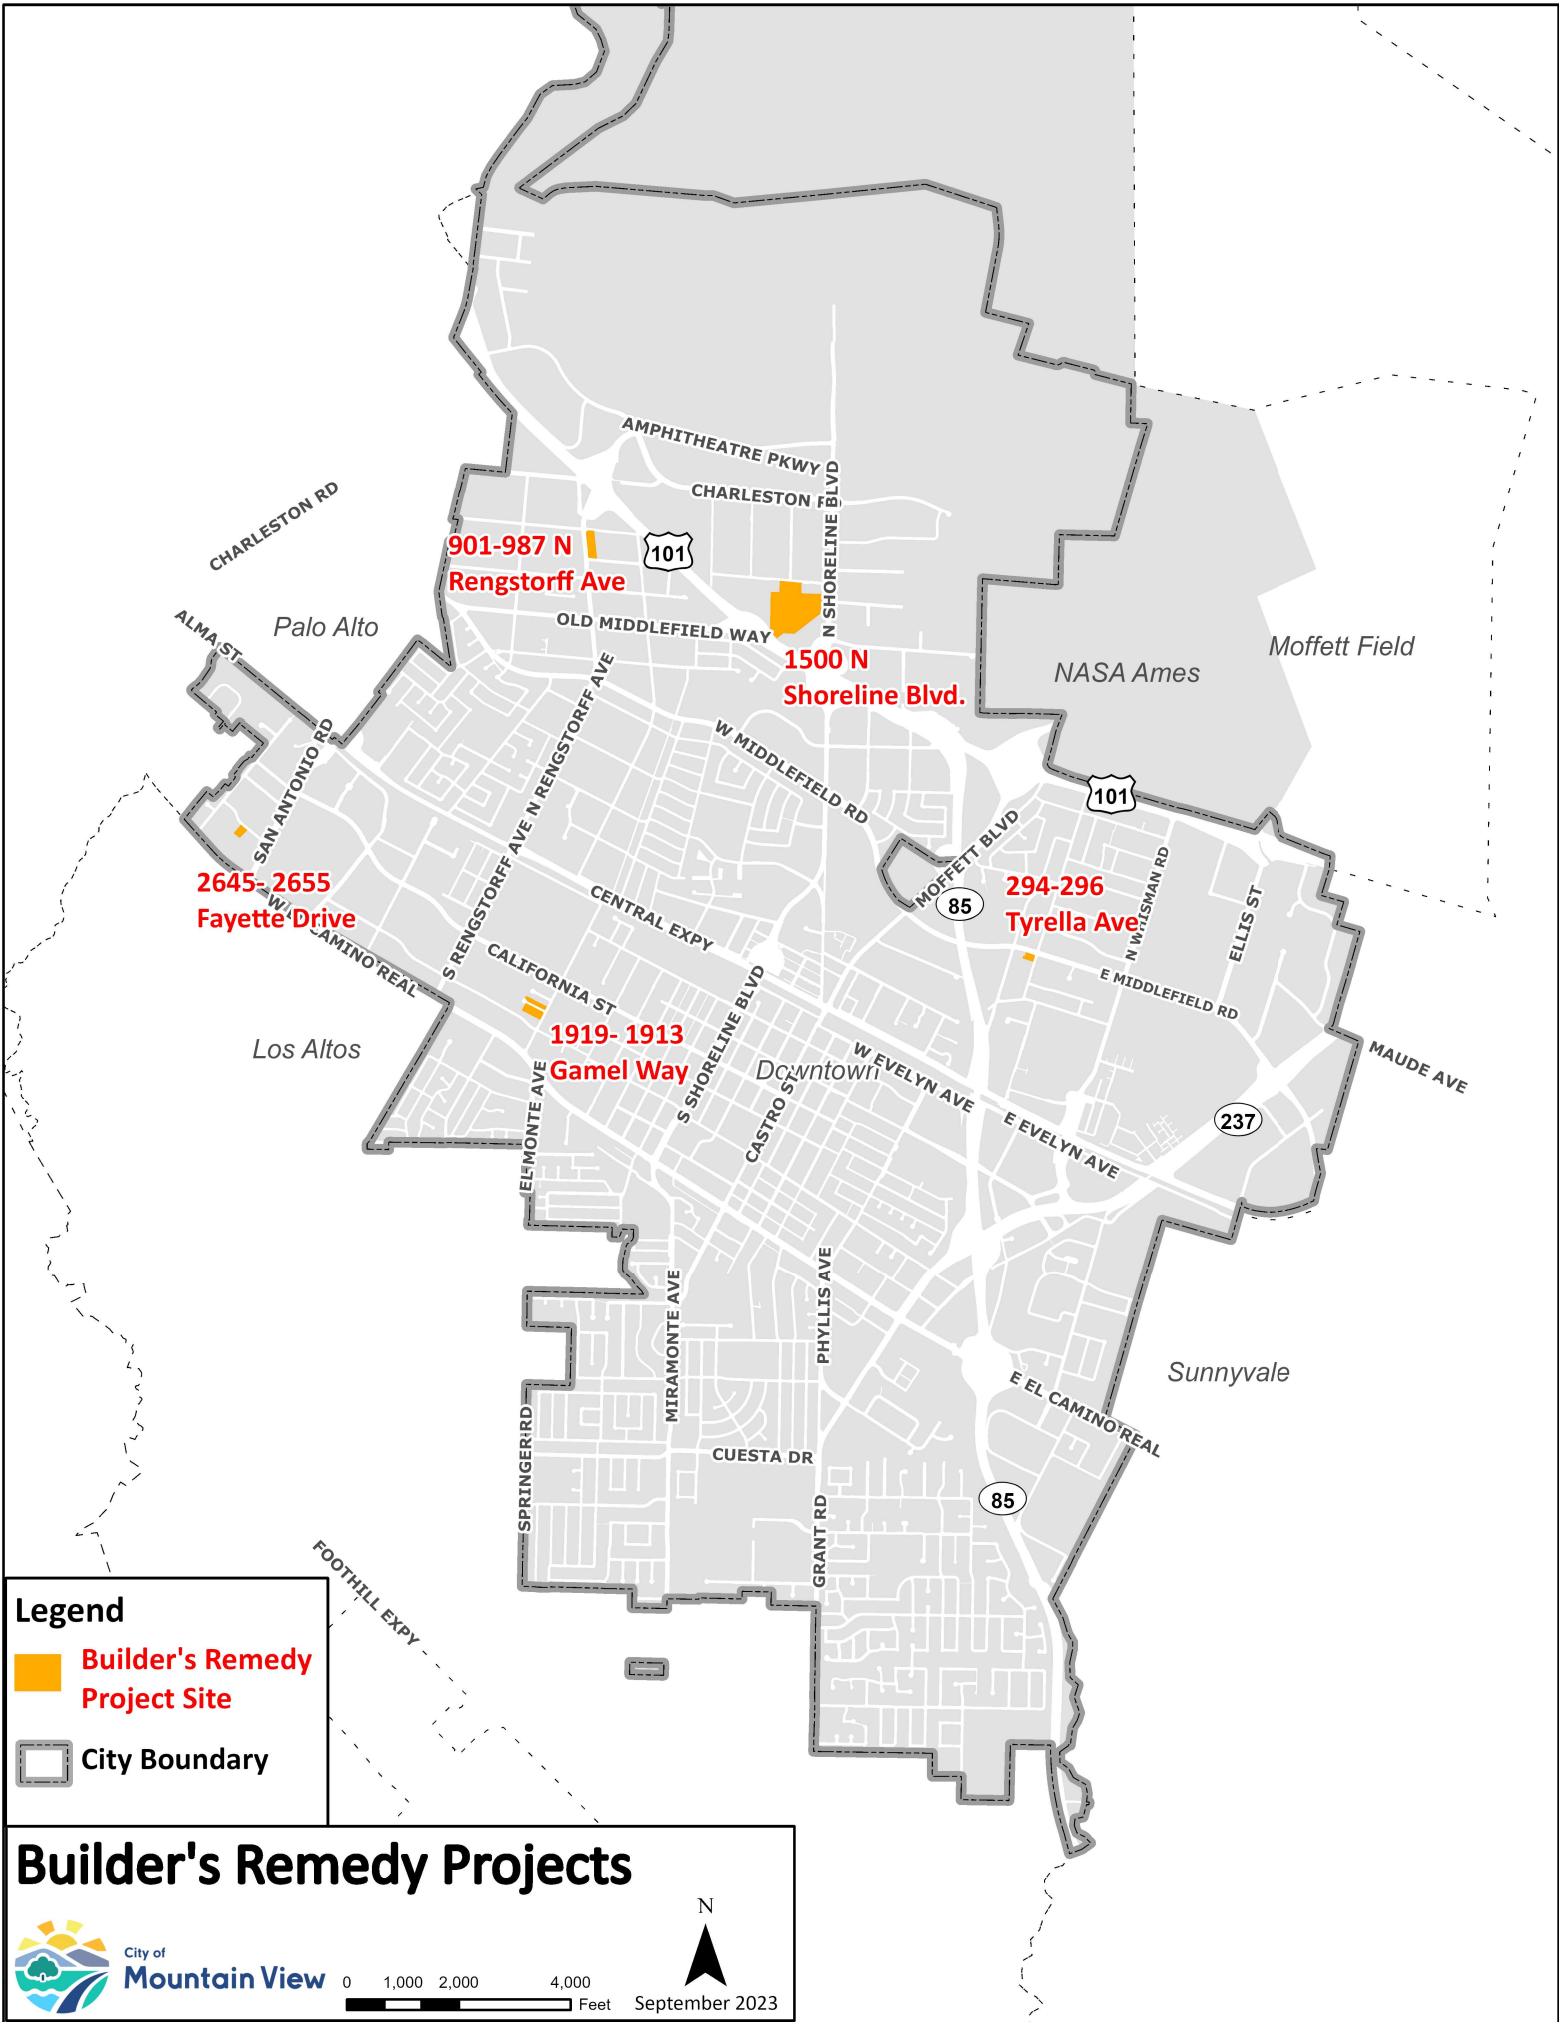 AMPHITHEATRE PKWY
CHARLESTON R
N SHORELINE BLVD
CHARLESTON RD
901-987 N
Rengstorff Ave
101
OLD MIDDLEFIELD WAY
ALMA ST
Palo Alto
1500 N
Shoreline Blvd.
NASA Ames
Moffett Field
SAN ANTONIO RD
N RENGSTORFF AVE
S RENGSTORFF AVE
W MIDDLEFIELD RD
101
MOFFETT BLVD
85
2645- 2655
Fayette Drive
W EL CAMINO REAL
294-296
Tyrella Ave
N WHISMAN RD
ELLIS ST
E MIDDLEFIELD RD
CENTRAL EXPY
CALIFORNIA ST
1919- 1913
Gamel Way
Los Altos
S SHORELINE BLVD
Downtown
CASTRO ST
W EVELYN AVE
E EVELYN AVE
MAUDE AVE
237
EL MONTE AVE
MIRAMONTE AVE
PHYLLIS AVE
Sunnyvale
E EL CAMINO REAL
SPRINGER RD
CUESTA DR
GRANT RD
85
FOOTHILL EXPY
Legend
Builder's Remedy
Project Site
City Boundary
Builder's Remedy Projects
City of
Mountain View
0 1,000 2,000 4,000
Feet
N
September 2023